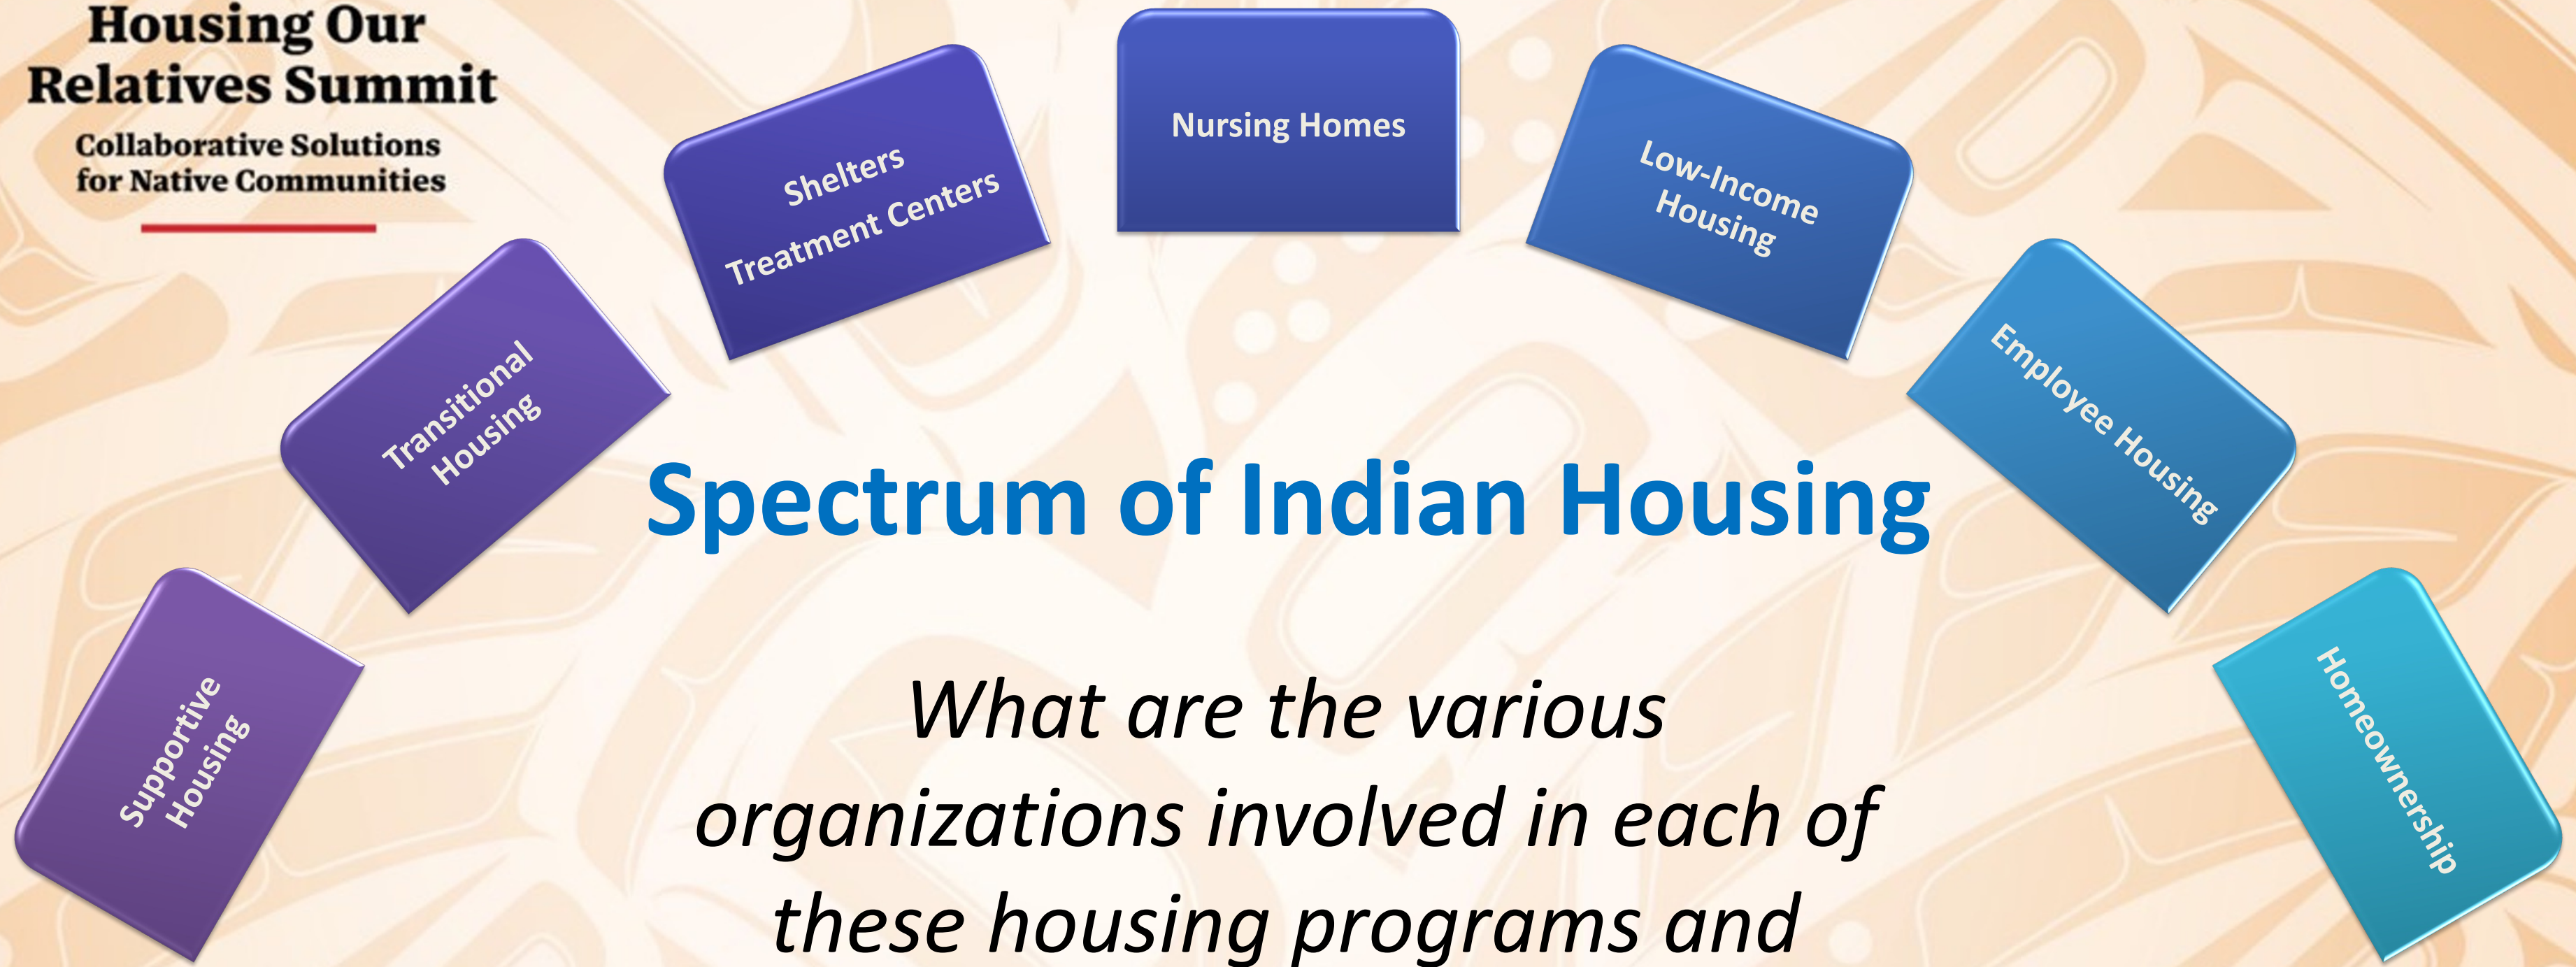 Housing Our
Relatives Summit
Collaborative Solutions
for Native Communities
Supportive
Housing
Transitional
Housing
Shelters
Treatment Centers
Nursing Homes
Low-Income
Housing
Employee Housing
Homeownership
Spectrum of Indian Housing
What are the various
organizations involved in each of
these housing programs and